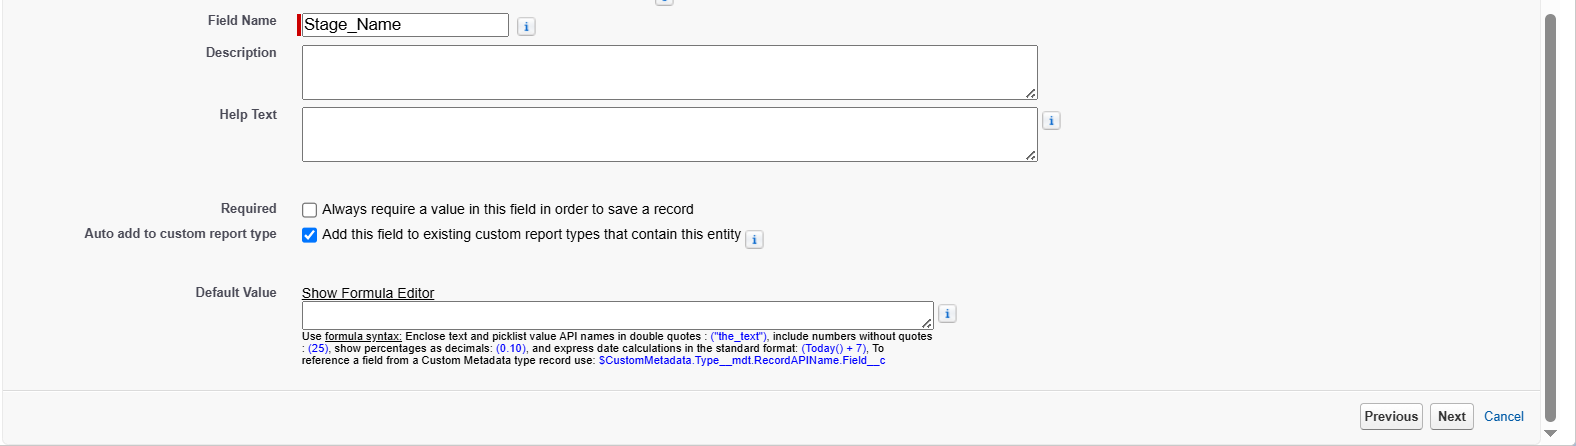 Field Name Stage_Name i
Description
Help Text i
Required Always require a value in this field in order to save a record
Auto add to custom report type Add this field to existing custom report types that contain this entity i
Default Value Show Formula Editor
i
Use formula syntax: Enclose text and picklist value API names in double quotes : ("the_text"), include numbers without quotes
: (25), show percentages as decimals: (0.10), and express date calculations in the standard format: (Today() + 7), To
reference a field from a Custom Metadata type record use: $CustomMetadata.Type__mdt.RecordAPIName.Field__c
Previous Next Cancel